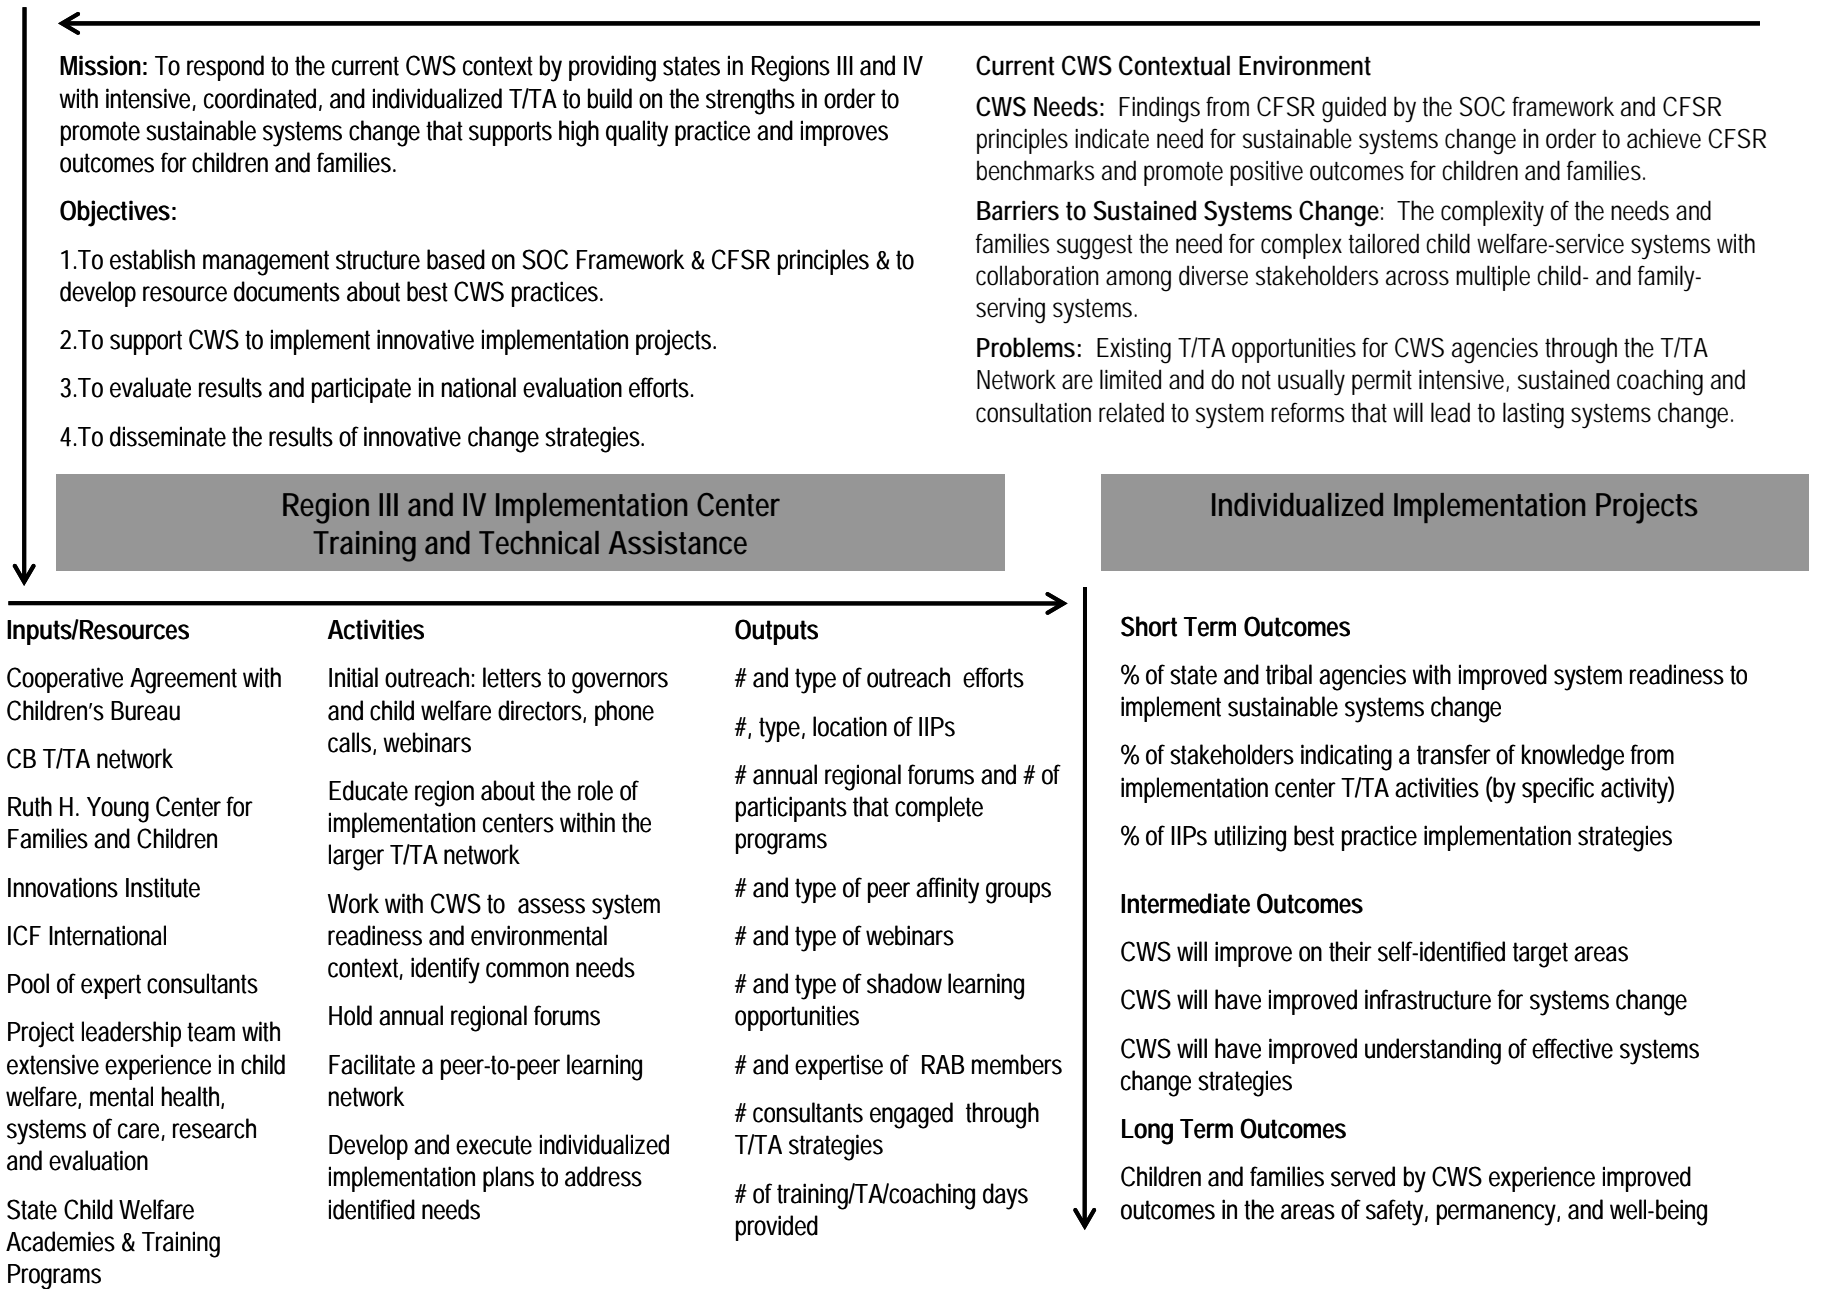 Mission: To respond to the current CWS context by providing states in Regions III and IV
with intensive, coordinated, and individualized T/TA to build on the strengths in order to
promote sustainable systems change that supports high quality practice and improves
outcomes for children and families.
Objectives:
1.To establish management structure based on SOC Framework & CFSR principles & to
develop resource documents about best CWS practices.
2.To support CWS to implement innovative implementation projects.
3.To evaluate results and participate in national evaluation efforts.
4.To disseminate the results of innovative change strategies.
Current CWS Contextual Environment
CWS Needs: Findings from CFSR guided by the SOC framework and CFSR
principles indicate need for sustainable systems change in order to achieve CFSR
benchmarks and promote positive outcomes for children and families.
Barriers to Sustained Systems Change: The complexity of the needs and
families suggest the need for complex tailored child welfare-service systems with
collaboration among diverse stakeholders across multiple child- and family-
serving systems.
Problems: Existing T/TA opportunities for CWS agencies through the T/TA
Network are limited and do not usually permit intensive, sustained coaching and
consultation related to system reforms that will lead to lasting systems change.
Region III and IV Implementation Center
Training and Technical Assistance
Individualized Implementation Projects
Inputs/Resources
Cooperative Agreement with
Children's Bureau
CB T/TA network
Ruth H. Young Center for
Families and Children
Innovations Institute
ICF International
Pool of expert consultants
Project leadership team with
extensive experience in child
welfare, mental health,
systems of care, research
and evaluation
State Child Welfare
Academies & Training
Programs
Activities
Initial outreach: letters to governors
and child welfare directors, phone
calls, webinars
Educate region about the role of
implementation centers within the
larger T/TA network
Work with CWS to assess system
readiness and environmental
context, identify common needs
Hold annual regional forums
Facilitate a peer-to-peer learning
network
Develop and execute individualized
implementation plans to address
identified needs
Outputs
# and type of outreach efforts
#, type, location of IIPs
# annual regional forums and # of
participants that complete
programs
# and type of peer affinity groups
# and type of webinars
# and type of shadow learning
opportunities
# and expertise of RAB members
# consultants engaged through
T/TA strategies
# of training/TA/coaching days
provided
Short Term Outcomes
% of state and tribal agencies with improved system readiness to
implement sustainable systems change
% of stakeholders indicating a transfer of knowledge from
implementation center T/TA activities (by specific activity)
% of IIPs utilizing best practice implementation strategies
Intermediate Outcomes
CWS will improve on their self-identified target areas
CWS will have improved infrastructure for systems change
CWS will have improved understanding of effective systems
change strategies
Long Term Outcomes
Children and families served by CWS experience improved
outcomes in the areas of safety, permanency, and well-being